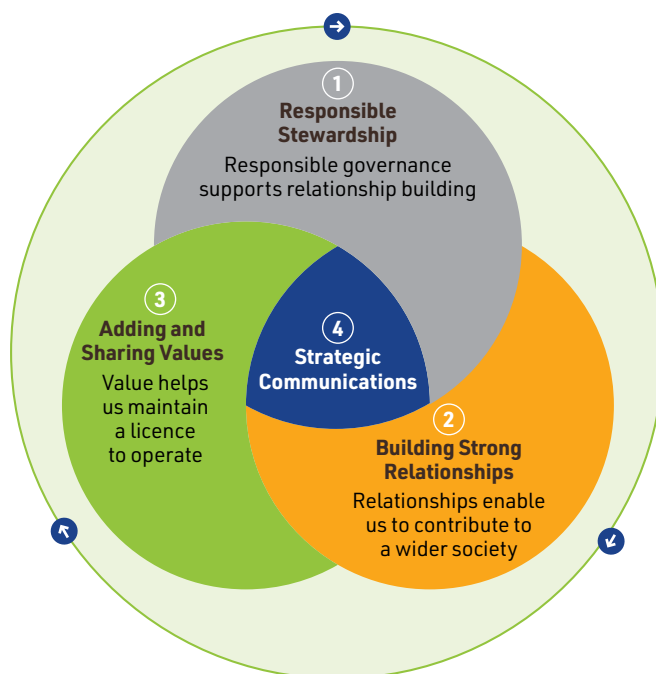 1
Responsible
Stewardship
Responsible governance
supports relationship building
2
Building Strong
Relationships
Relationships enable
us to contribute to
a wider society
3
Adding and
Sharing Values
Value helps
us maintain
a licence
to operate
4
Strategic
Communications